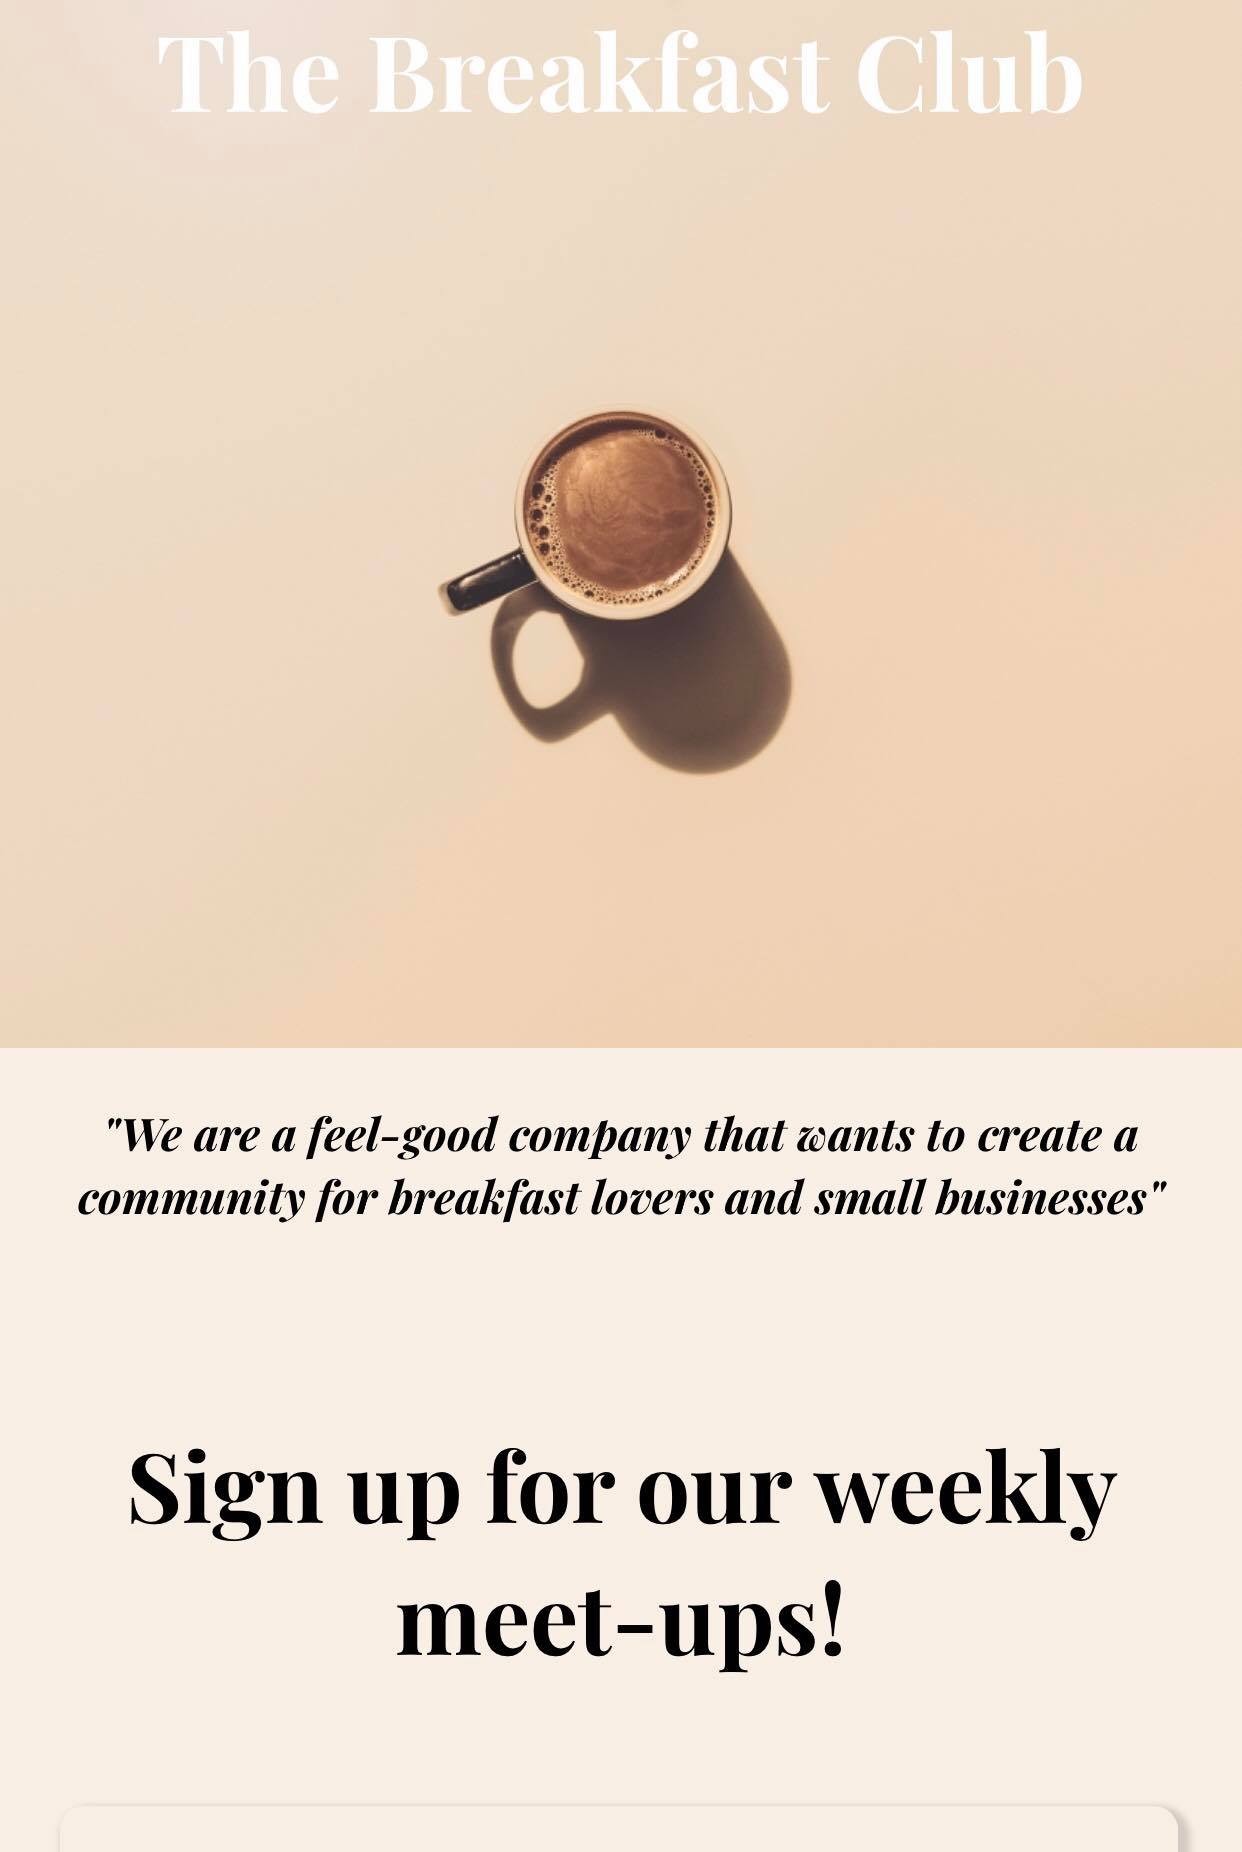 The Breakfast Club
"We are a feel-good company that wants to create a
community for breakfast lovers and small businesses"
Sign up for our weekly
meet-ups!